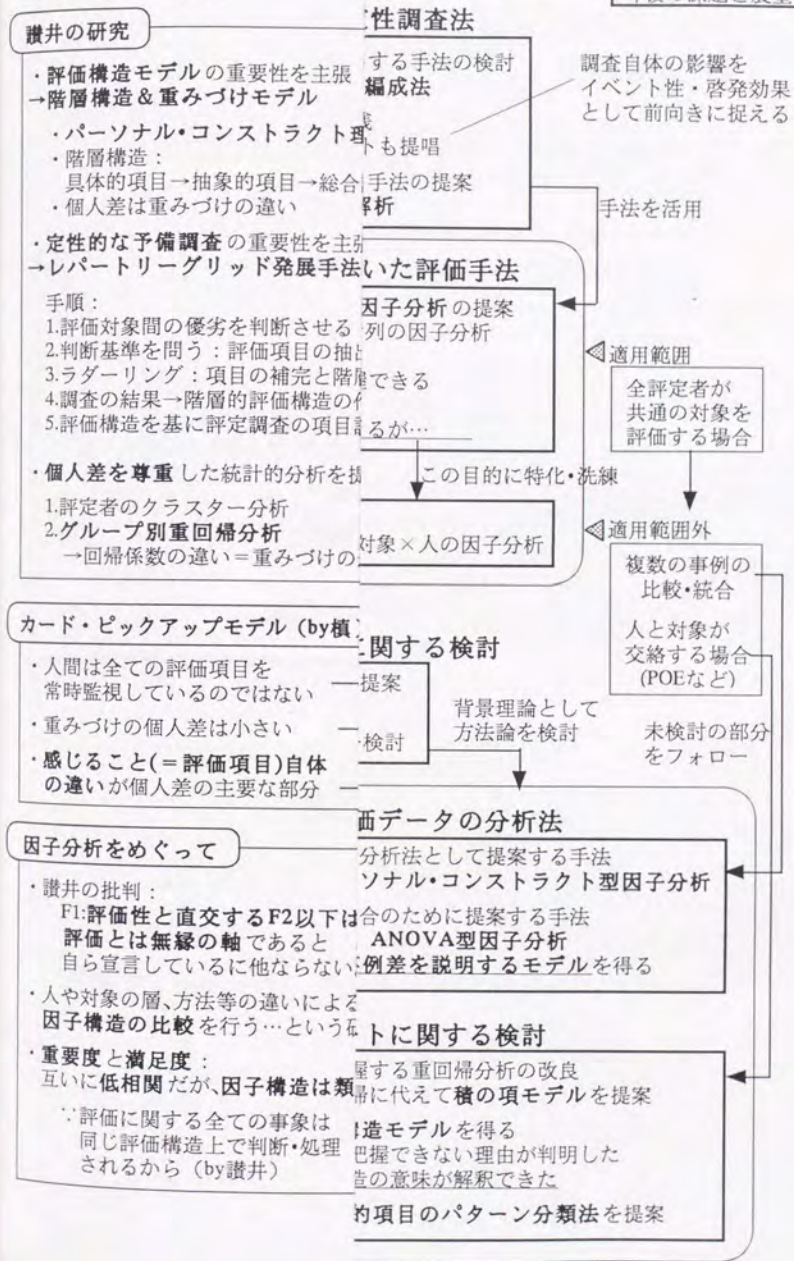 讃井の研究
・評価構造モデルの重要性を主張
→階層構造&重みづけモデル
・パーソナル・コンストラクト理
・階層構造:
具体的項目→抽象的項目→総合
・個人差は重みづけの違い
・定性的な予備調査の重要性を主張
→レパートリーグリッド発展手法
手順:
1.評価対象間の優劣を判断させる
2.判断基準を問う:評価項目の抽出
3.ラダーリング:項目の補完と階
4.調査の結果→階層的評価構造の
5.評価構造を基に評定調査の項目
・個人差を尊重した統計的分析を提
1.評定者のクラスター分析
2.グループ別重回帰分析
→回帰係数の違い=重みづけの
カード・ピックアップモデル(by槙
・人間は全ての評価項目を
常時監視しているのではない
・重みづけの個人差は小さい
・感じること(=評価項目)自体
の違いが個人差の主要な部分
因子分析をめぐって
・讃井の批判:
F1:評価性と直交するF2以下は
評価とは無縁の軸であると
自ら宣言しているに他ならない
・人や対象の層、方法等の違いによる
因子構造の比較を行う…という
・重要度と満足度:
互いに低相関だが、因子構造は類
∵評価に関する全ての事象は
同じ評価構造上で判断・処理
されるから(by讃井)
性調査法
する手法の検討
編成法
トも提唱
手法の提案
解析
調査自体の影響を
イベント性・啓発効果
として前向きに捉える
手法を活用
いた評価手法
因子分析の提案
列の因子分析
できる
るが…
この目的に特化・洗練
対象×人の因子分析
適用範囲
全評定者が
共通の対象を
評価する場合
適用範囲外
複数の事例の
比較・統合
人と対象が
交絡する場合
(POEなど)
に関する検討
提案
検討
背景理論として
方法論を検討
未検討の部分
をフォロー
価データの分析法
分析法として提案する手法
ソナル・コンストラクト型因子分析
合のために提案する手法
ANOVA型因子分析
例差を説明するモデルを得る
トに関する検討
握する重回帰分析の改良
帰に代えて積の項モデルを提案
構造モデルを得る
把握できない理由が判明した
造の意味が解釈できた
的項目のパターン分類法を提案